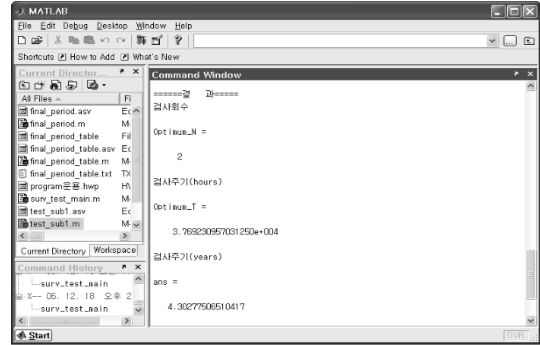 MATLAB
File Edit Debug Desktop Window Help
Shortcuts How to Add What's New
Current Director...
All Files
final_period.asv
final_period.m
final_period_table
final_period_table.asv
final_period_table.m
final_period_table.txt
program운용.hwp
surv_test_main.m
test_sub1.asv
test_sub1.m
Current Directory Workspace
Command History
surv_test_main
%-- 06. 12. 18 오후 2
surv_test_main
Start
Command Window
======결 과=====
검사회수
Optimum_N =
2
검사주기(hours)
Optimum_T =
3.769230957031250e+004
검사주기(years)
ans =
4.30277506510417
OVR